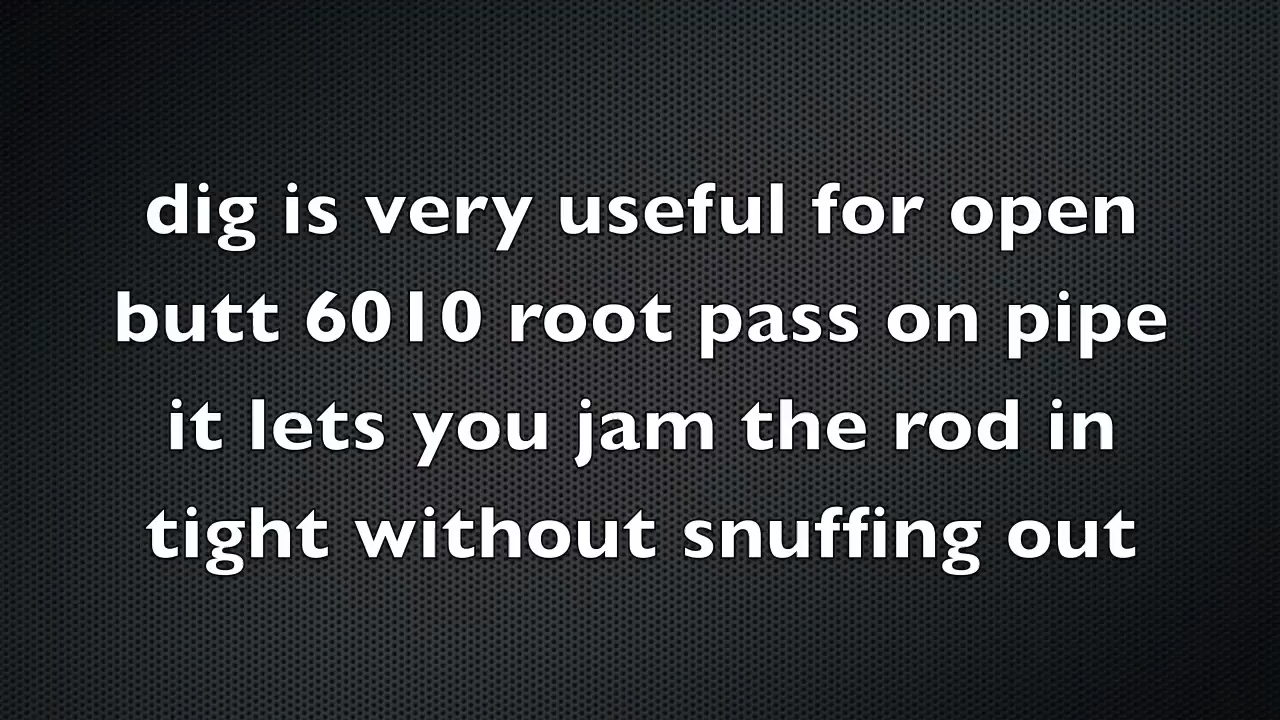 dig is very useful for open
butt 6010 root pass on pipe
it lets you jam the rod in
tight without snuffing out